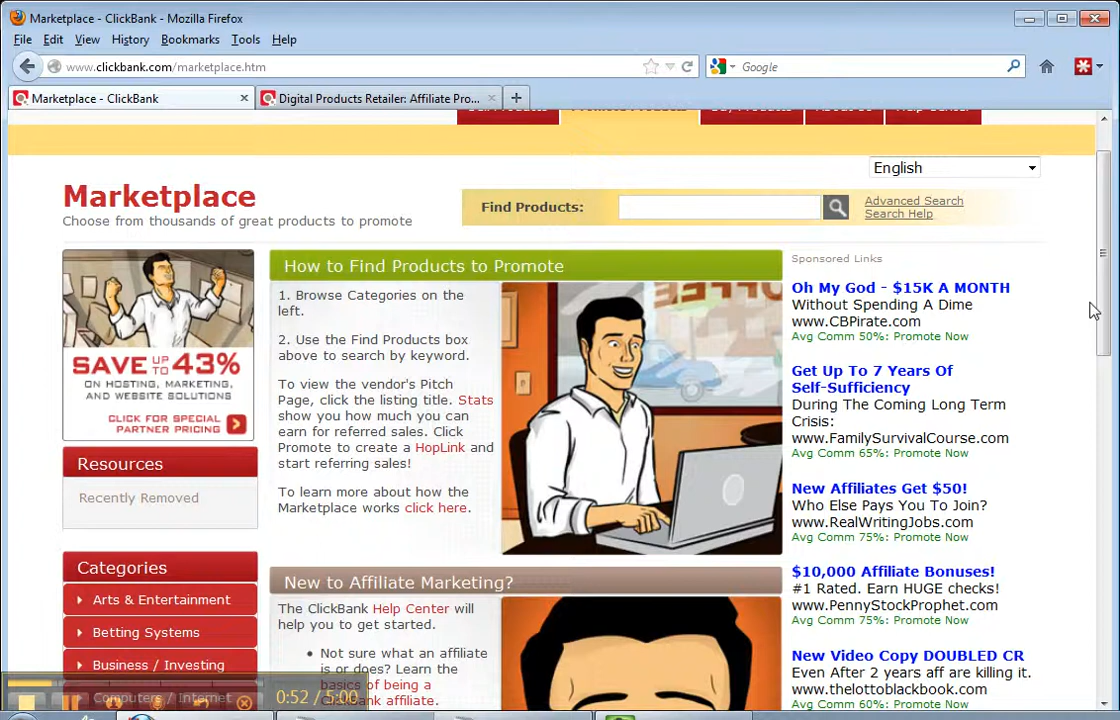 Marketplace - ClickBank - Mozilla Firefox
File Edit View History Bookmarks Tools Help
www.clickbank.com/marketplace.htm
Google
Marketplace - ClickBank
Digital Products Retailer: Affiliate Pro...
English
Marketplace
Choose from thousands of great products to promote
Find Products:
Advanced Search
Search Help
SAVE UP TO 43%
ON HOSTING, MARKETING,
AND WEBSITE SOLUTIONS
CLICK FOR SPECIAL
PARTNER PRICING
Resources
Recently Removed
Categories
Arts & Entertainment
Betting Systems
Business / Investing
Computers / Internet
How to Find Products to Promote
1. Browse Categories on the
left.
2. Use the Find Products box
above to search by keyword.
To view the vendor's Pitch
Page, click the listing title. Stats
show you how much you can
earn for referred sales. Click
Promote to create a HopLink and
start referring sales!
To learn more about how the
Marketplace works click here.
New to Affiliate Marketing?
The ClickBank Help Center will
help you to get started.
Not sure what an affiliate
is or does? Learn the
basics of being a
ClickBank affiliate.
Sponsored Links
Oh My God - $15K A MONTH
Without Spending A Dime
www.CBPirate.com
Avg Comm 50%: Promote Now
Get Up To 7 Years Of
Self-Sufficiency
During The Coming Long Term
Crisis:
www.FamilySurvivalCourse.com
Avg Comm 65%: Promote Now
New Affiliates Get $50!
Who Else Pays You To Join?
www.RealWritingJobs.com
Avg Comm 75%: Promote Now
$10,000 Affiliate Bonuses!
#1 Rated. Earn HUGE checks!
www.PennyStockProphet.com
Avg Comm 75%: Promote Now
New Video Copy DOUBLED CR
Even After 2 years aff are killing it.
www.thelottoblackbook.com
Avg Comm 60%: Promote Now
0:52 / 5:00